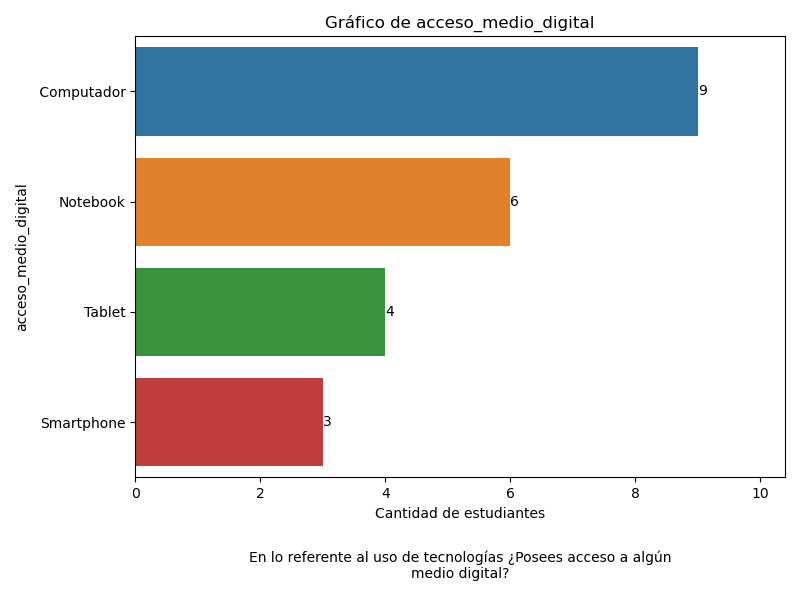 Gráfico de acceso_medio_digital
acceso_medio_digital
Computador
9
Notebook
6
Tablet
4
Smartphone
3
0 2 4 6 8 10
Cantidad de estudiantes
En lo referente al uso de tecnologías ¿Posees acceso a algún
medio digital?